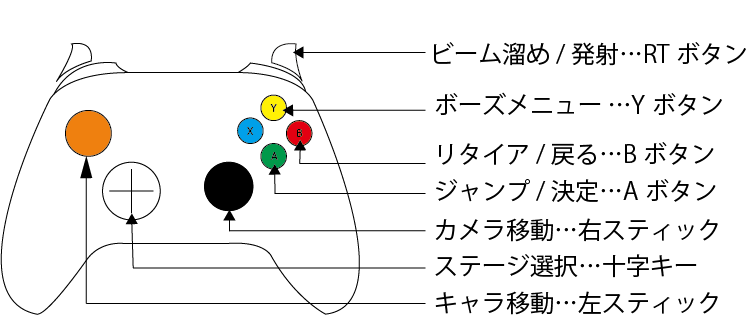 ビーム溜め / 発射…RT ボタン
Y
ボーズメニュー …Y ボタン
X
B
リタイア / 戻る…B ボタン
A
ジャンプ / 決定…A ボタン
カメラ移動…右スティック
ステージ選択…十字キー
キャラ移動…左スティック